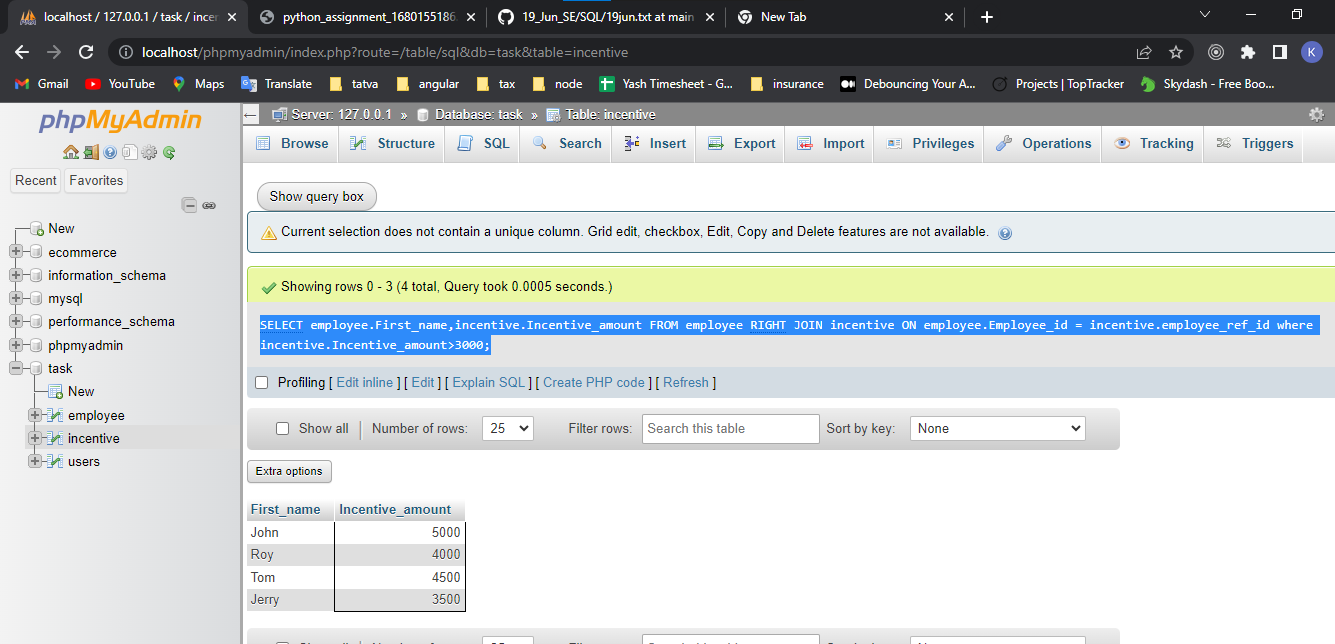 localhost / 127.0.0.1 / task / incer
python_assignment_1680155186.
19_Jun_SE/SQL/19jun.txt at main
New Tab
localhost/phpmyadmin/index.php?route=/table/sql&db=task&table=incentive
K
Gmail
YouTube
Maps
Translate
tatva
angular
tax
node
Yash Timesheet - G...
insurance
Debouncing Your A...
Projects | TopTracker
Skydash - Free Boo...
phpMyAdmin
Recent
Favorites
New
ecommerce
information_schema
mysql
performance_schema
phpmyadmin
task
New
employee
incentive
users
Server: 127.0.0.1 » Database: task » Table: incentive
Browse
Structure
SQL
Search
Insert
Export
Import
Privileges
Operations
Tracking
Triggers
Show query box
Current selection does not contain a unique column. Grid edit, checkbox, Edit, Copy and Delete features are not available.
Showing rows 0 - 3 (4 total, Query took 0.0005 seconds.)
SELECT employee.First_name,incentive.Incentive_amount FROM employee RIGHT JOIN incentive ON employee.Employee_id = incentive.employee_ref_id where
incentive.Incentive_amount>3000;
Profiling [ Edit inline ] [ Edit ] [ Explain SQL ] [ Create PHP code ] [ Refresh ]
Show all | Number of rows: 25 Filter rows: Search this table Sort by key: None
Extra options
First_name Incentive_amount
John 5000
Roy 4000
Tom 4500
Jerry 3500